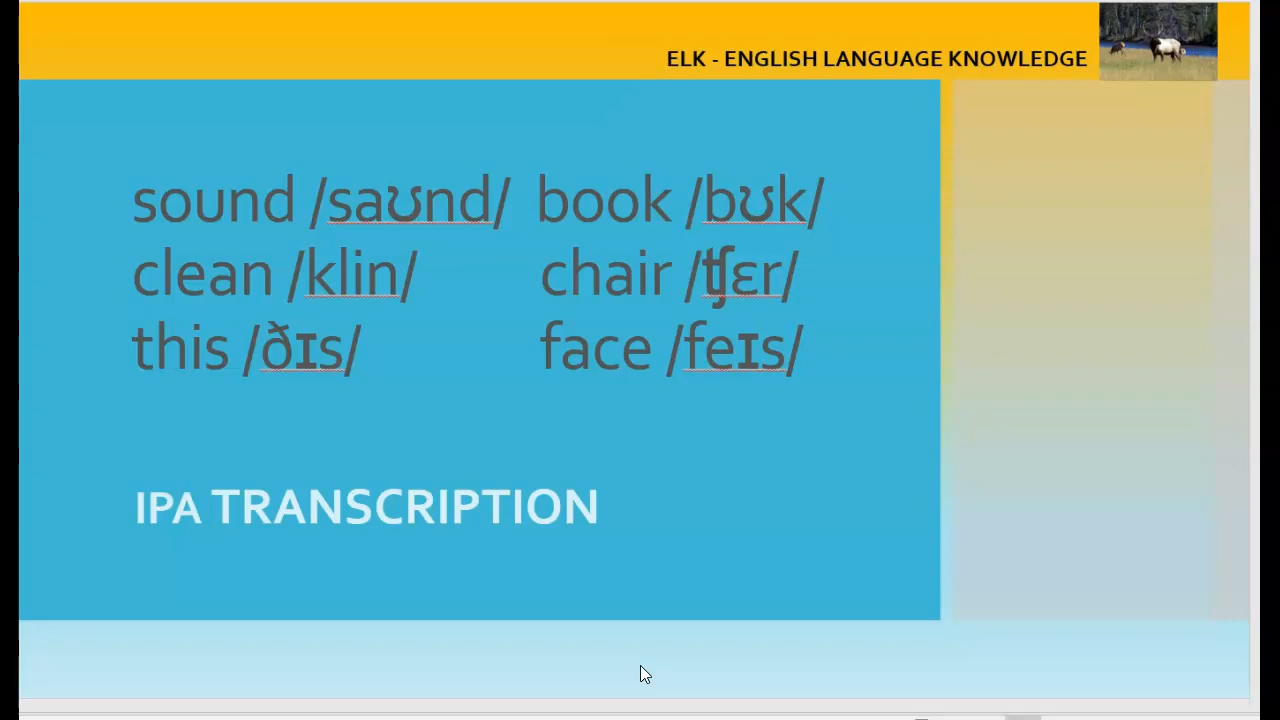 ELK - ENGLISH LANGUAGE KNOWLEDGE
sound /saʊnd/ book /bʊk/
clean /klin/ chair /ʧɛr/
this /ðɪs/ face /feɪs/
IPA TRANSCRIPTION